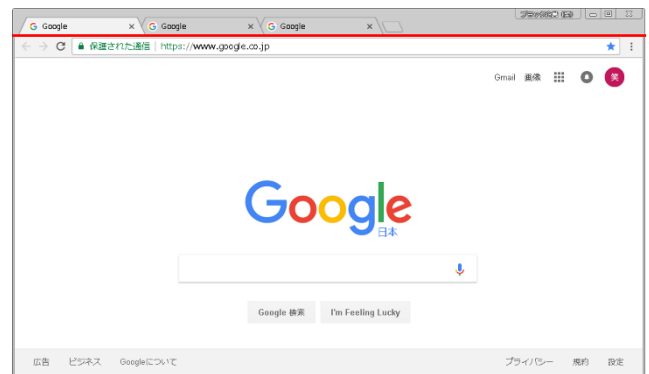 Google Google Google
保護された通信 https://www.google.co.jp
Gmail 画像 笑
Google
日本
Google 検索 I'm Feeling Lucky
広告 ビジネス Googleについて プライバシー 規約 設定